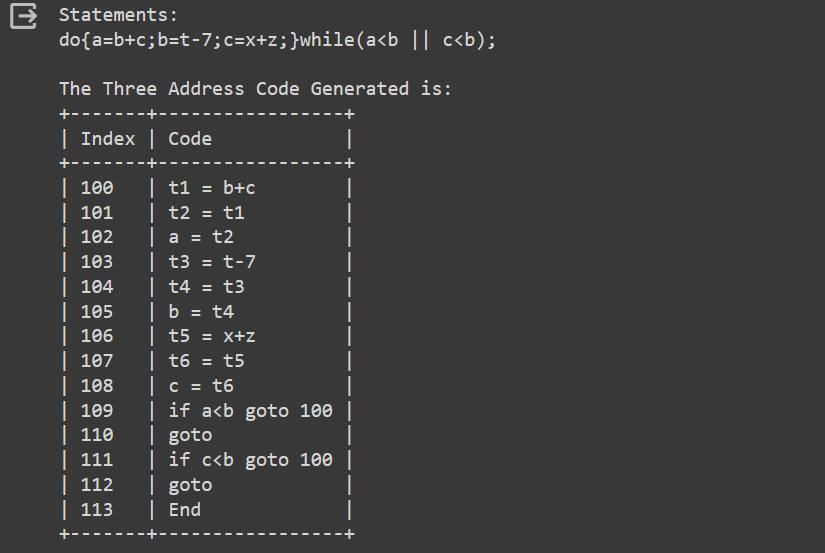 Statements:
do{a=b+c;b=t-7;c=x+z;}while(a<b || c<b);
The Three Address Code Generated is:
+-------+-----------------+
| Index | Code            |
+-------+-----------------+
| 100   | t1 = b+c        |
| 101   | t2 = t1         |
| 102   | a = t2          |
| 103   | t3 = t-7        |
| 104   | t4 = t3         |
| 105   | b = t4          |
| 106   | t5 = x+z        |
| 107   | t6 = t5         |
| 108   | c = t6          |
| 109   | if a<b goto 100 |
| 110   | goto            |
| 111   | if c<b goto 100 |
| 112   | goto            |
| 113   | End             |
+-------+-----------------+